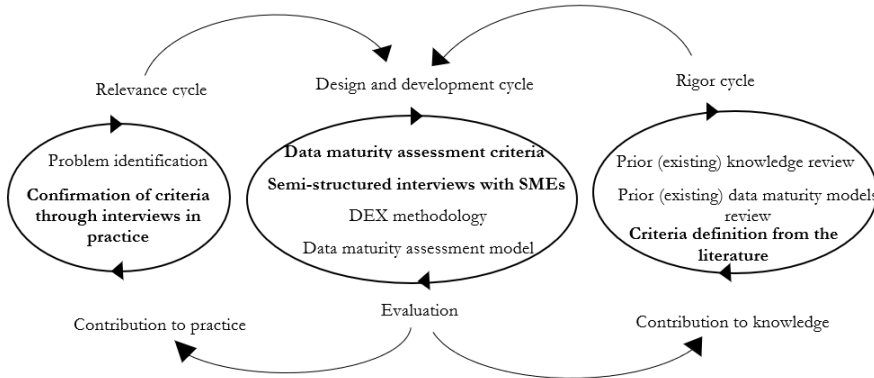 Relevance cycle
Design and development cycle
Rigor cycle
Problem identification
Confirmation of criteria
through interviews in
practice
Data maturity assessment criteria
Semi-structured interviews with SMEs
DEX methodology
Data maturity assessment model
Prior (existing) knowledge review
Prior (existing) data maturity models
review
Criteria definition from the
literature
Contribution to practice
Evaluation
Contribution to knowledge